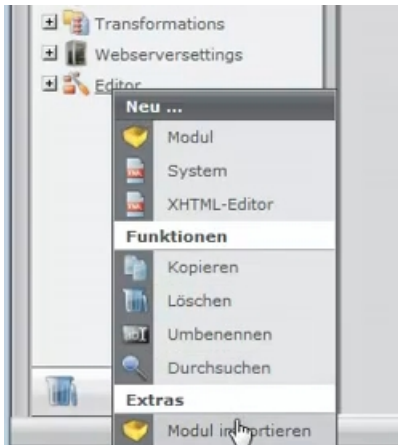 Transformations
Webserversettings
Editor
Neu ...
Modul
System
XHTML-Editor
Funktionen
Kopieren
Löschen
Umbenennen
Durchsuchen
Extras
Modul importieren